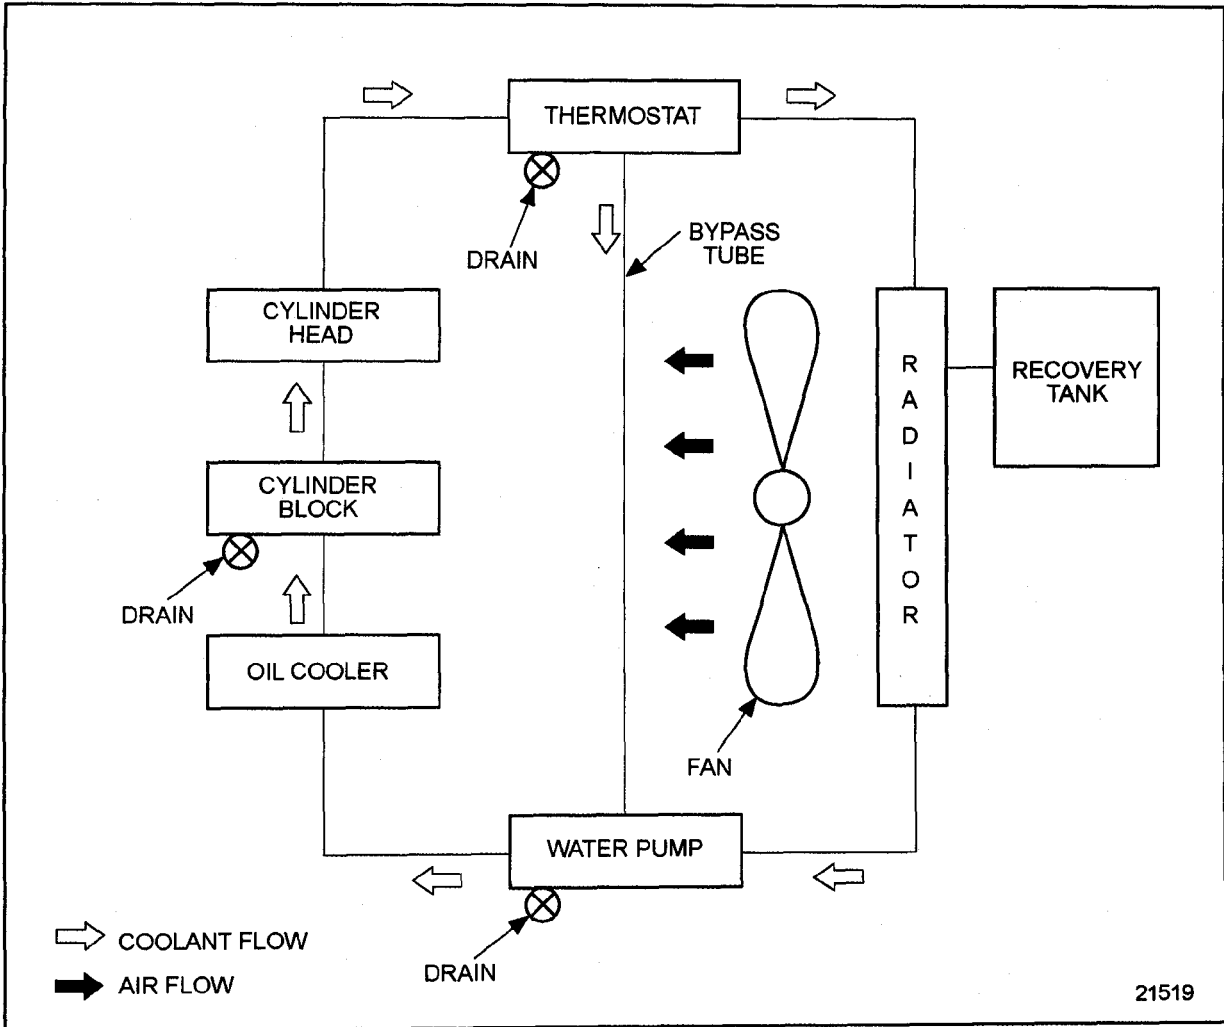 THERMOSTAT
DRAIN
BYPASS
TUBE
CYLINDER
HEAD
RADIATOR
RECOVERY
TANK
CYLINDER
BLOCK
DRAIN
OIL COOLER
FAN
WATER PUMP
DRAIN
COOLANT FLOW
AIR FLOW
21519